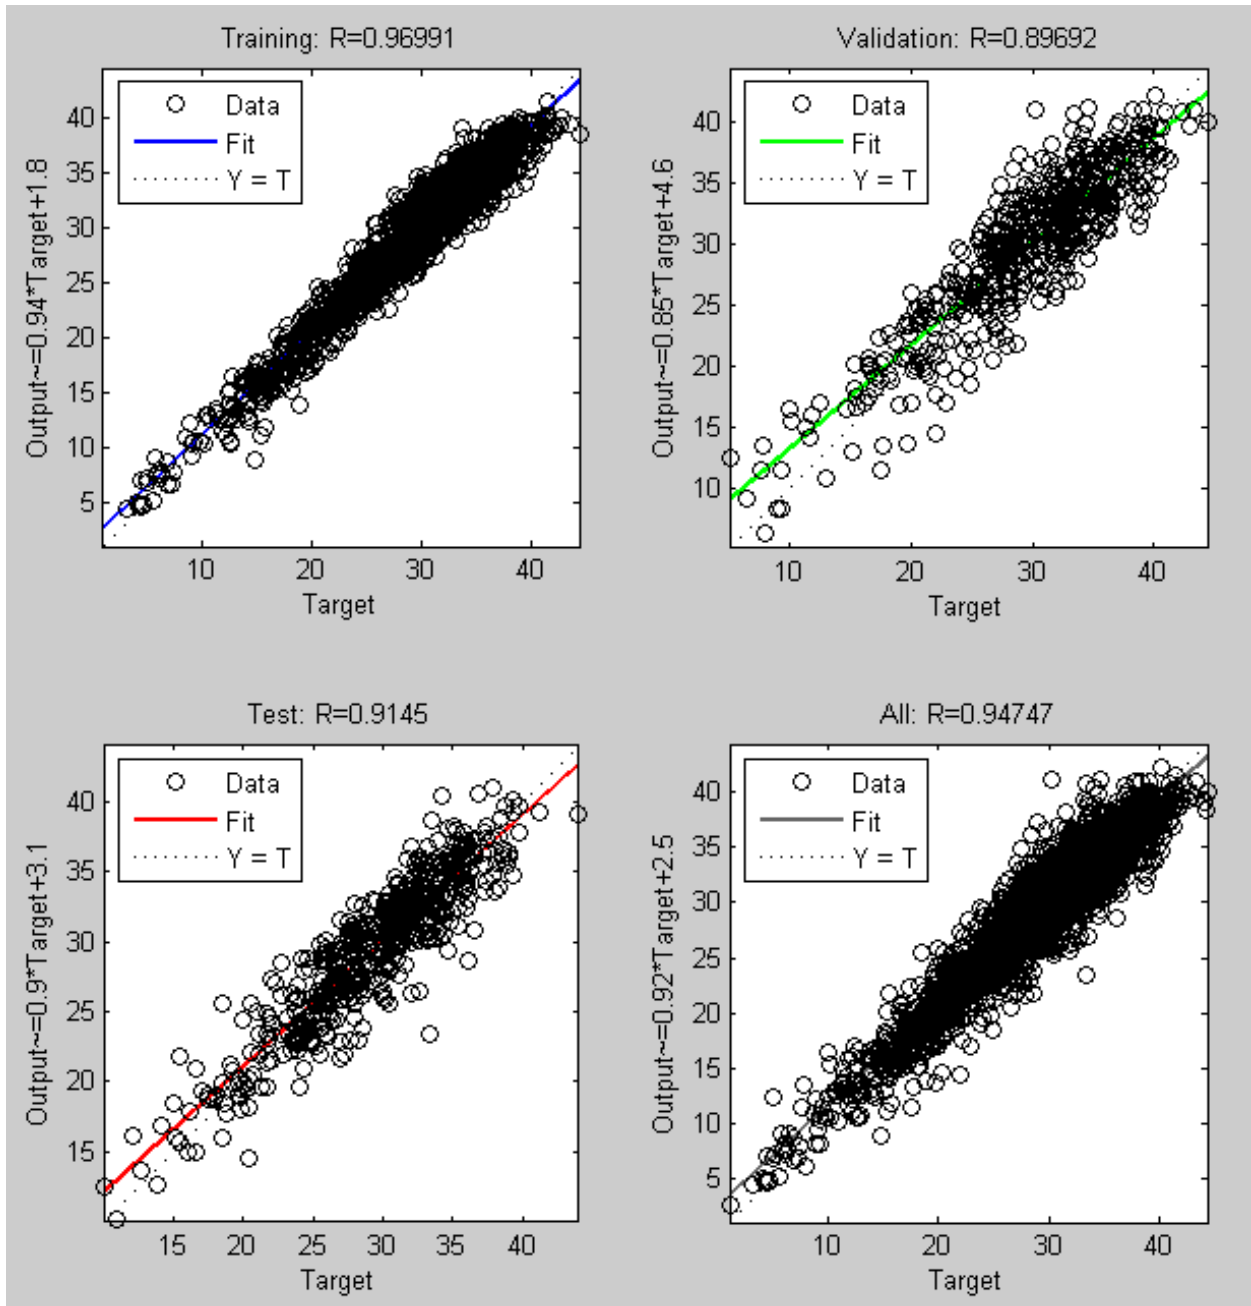 Training: R=0.96991
Output~=0.94*Target+1.8
Data
Fit
Y = T
40
35
30
25
20
15
10
5
10
20
30
40
Target
Validation: R=0.89692
Output~=0.85*Target+4.6
Data
Fit
Y = T
40
35
30
25
20
15
10
10
20
30
40
Target
Test: R=0.9145
Output~=0.9*Target+3.1
Data
Fit
Y = T
40
35
30
25
20
15
15
20
25
30
35
40
Target
All: R=0.94747
Output~=0.92*Target+2.5
Data
Fit
Y = T
40
35
30
25
20
15
10
5
10
20
30
40
Target